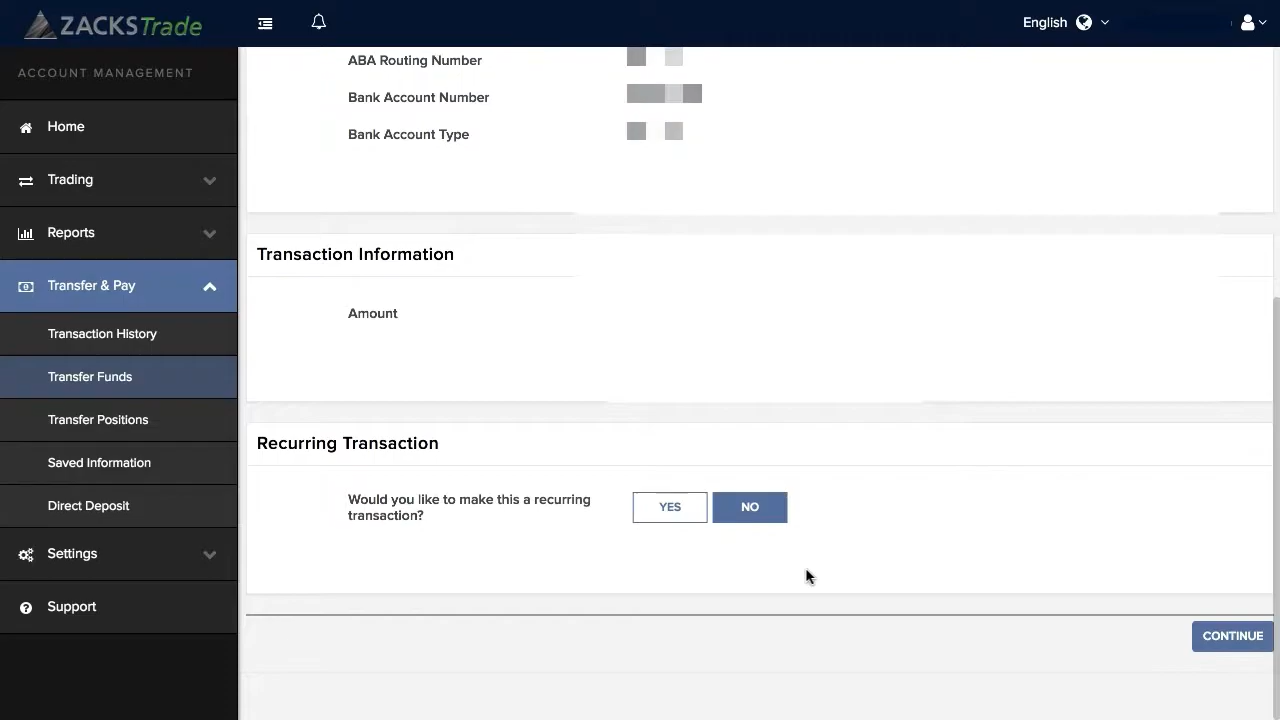 ZACKSTrade
English
ACCOUNT MANAGEMENT
Home
Trading
Reports
Transfer & Pay
Transaction History
Transfer Funds
Transfer Positions
Saved Information
Direct Deposit
Settings
Support
ABA Routing Number
Bank Account Number
Bank Account Type
Transaction Information
Amount
Recurring Transaction
Would you like to make this a recurring
transaction?
YES NO
CONTINUE